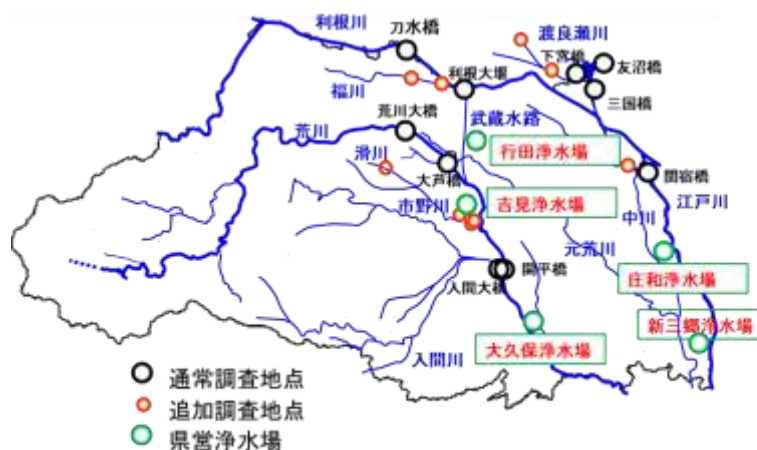 利根川
刀水橋
渡良瀬川
下宮橋
友沼橋
福川
利根大堰
三国橋
荒川大橋
武蔵水路
荒川
行田浄水場
滑川
大芦橋
関宿橋
市野川
吉見浄水場
中川
江戸川
元荒川
入間大橋
開平橋
庄和浄水場
新三郷浄水場
大久保浄水場
入間川
通常調査地点
追加調査地点
県営浄水場